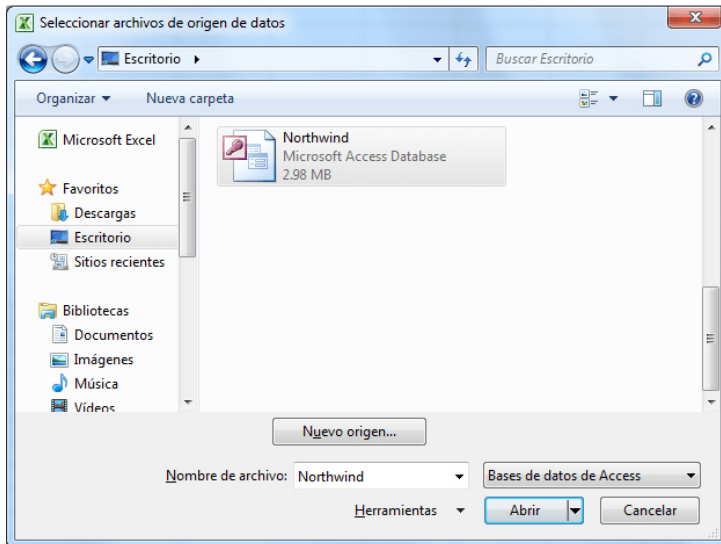 Seleccionar archivos de origen de datos
Escritorio
Buscar Escritorio
Organizar
Nueva carpeta
Microsoft Excel
Favoritos
Descargas
Escritorio
Sitios recientes
Bibliotecas
Documentos
Imágenes
Música
Vídeos
Northwind
Microsoft Access Database
2.98 MB
Nuevo origen...
Nombre de archivo: Northwind
Bases de datos de Access
Herramientas
Abrir
Cancelar